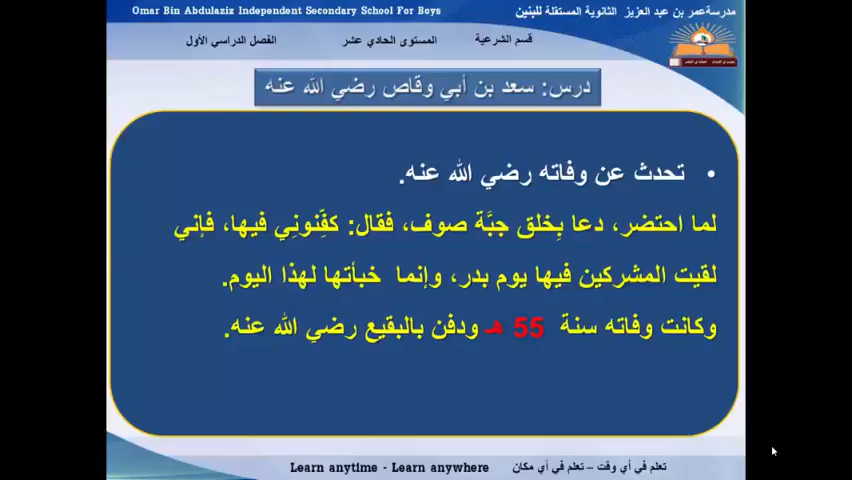 Omar Bin Abdulaziz Independent Secondary School For Boys
مدرسة عمر بن عبد العزيز الثانوية المستقلة للبنين
قسم الشرعية
المستوى الحادي عشر
الفصل الدراسي الأول
درس: سعد بن أبي وقاص رضي الله عنه
• تحدث عن وفاته رضي الله عنه.
لما احتضر، دعا بِخلق جبَّة صوف، فقال: كفِّنونِي فيها، فإني
لقيت المشركين فيها يوم بدر، وإنما خبأتها لهذا اليوم.
وكانت وفاته سنة 55 هـ ودفن بالبقيع رضي الله عنه.
Learn anytime - Learn anywhere
تعلم في أي وقت – تعلم في أي مكان